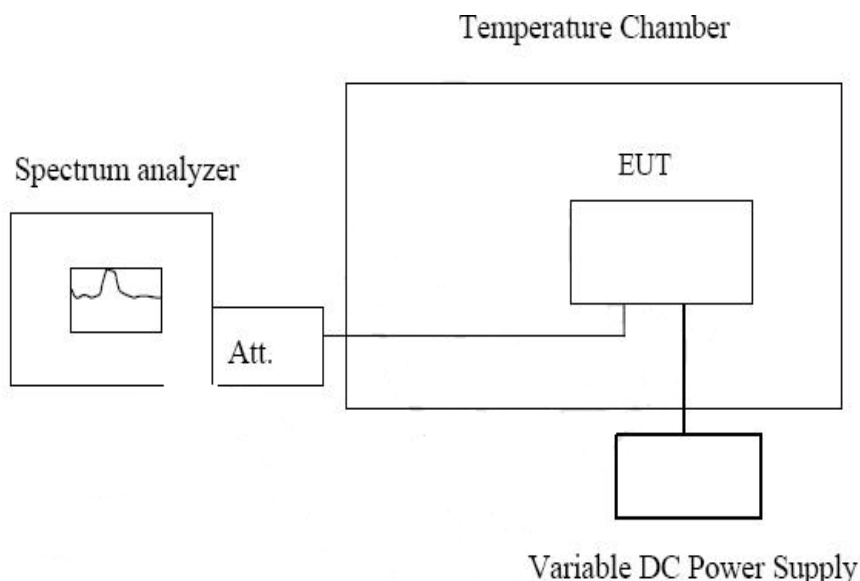 Temperature Chamber
Spectrum analyzer
EUT
Att.
Variable DC Power Supply